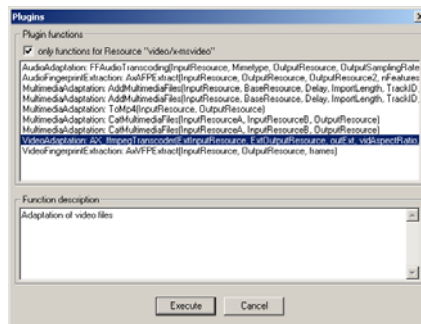 Plugins
Plugin functions
only functions for Resource "video/x-msvideo"
AudioAdaptation: FFAudioTranscoding(InputResource, Mimetype, OutputResource, OutputSamplingRate
AudioFingerprintExtraction: AxAFPExtract(InputResource, OutputResource, OutputResource2, nFeatures
MultimediaAdaptation: AddMultimediaFiles(InputResource, BaseResource, Delay, ImportLength, TrackID,
MultimediaAdaptation: AddMultimediaFiles(InputResource, BaseResource, Delay, ImportLength, TrackID,
MultimediaAdaptation: ToMp4(InputResource, OutputResource)
MultimediaAdaptation: CatMultimediaFiles(InputResourceA, InputResourceB, OutputResource)
MultimediaAdaptation: CatMultimediaFiles(InputResourceA, InputResourceB, OutputResource)
VideoAdaptation: AX_ffmpegTranscoder(ExtInputResource, ExtOutputResource, outExt, vidAspectRatio,
VideoFingerprintExtraction: AxVFPExtract(InputResource, OutputResource, frames)
Function description
Adaptation of video files
Execute
Cancel